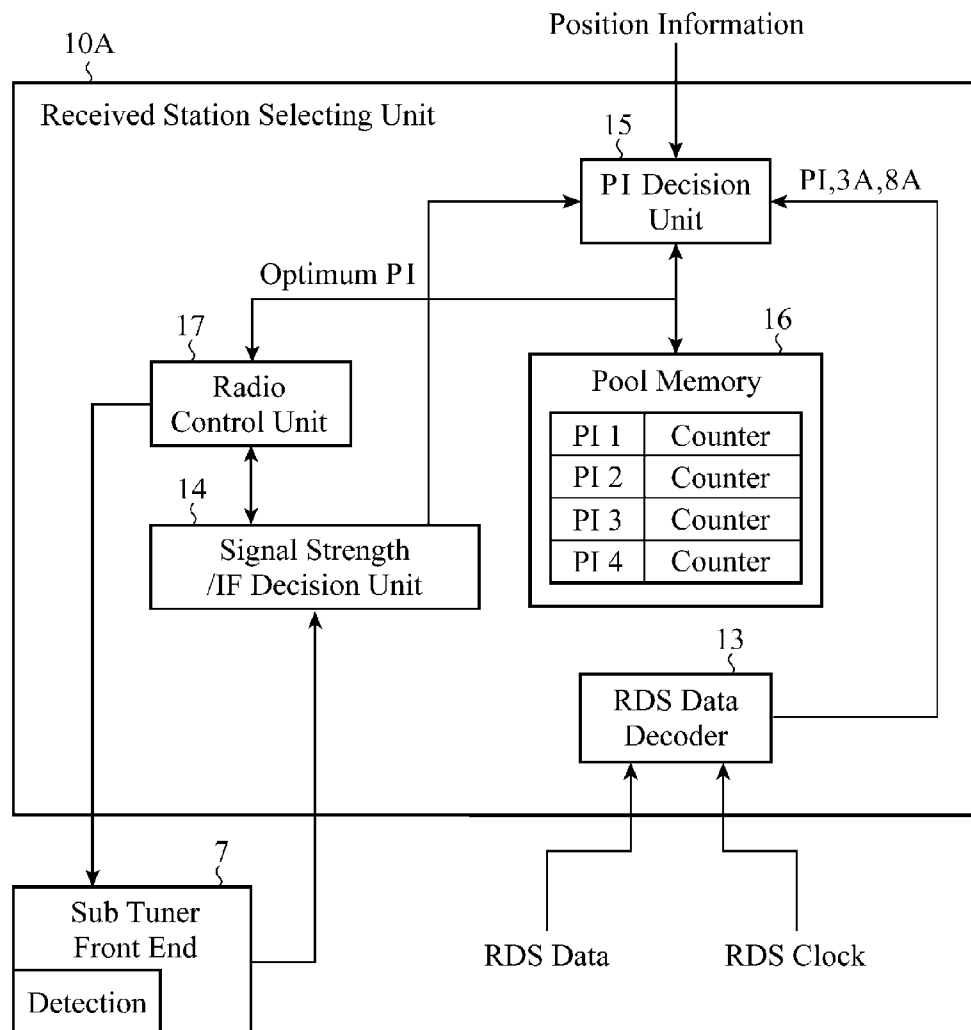 Position Information
10A
Received Station Selecting Unit
15
PI Decision
Unit
PI,3A,8A
Optimum PI
17
Radio
Control Unit
16
Pool Memory
PI 1 Counter
PI 2 Counter
PI 3 Counter
PI 4 Counter
14
Signal Strength
/IF Decision Unit
13
RDS Data
Decoder
7
Sub Tuner
Front End
Detection
RDS Data
RDS Clock